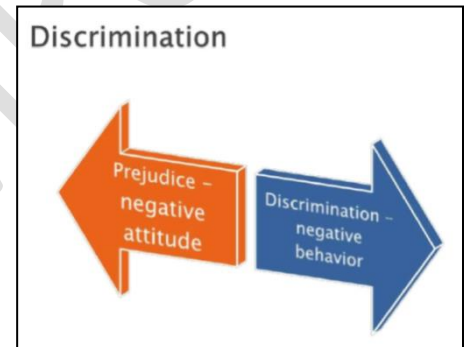 Discrimination
Prejudice –
negative
attitude
Discrimination –
negative
behavior